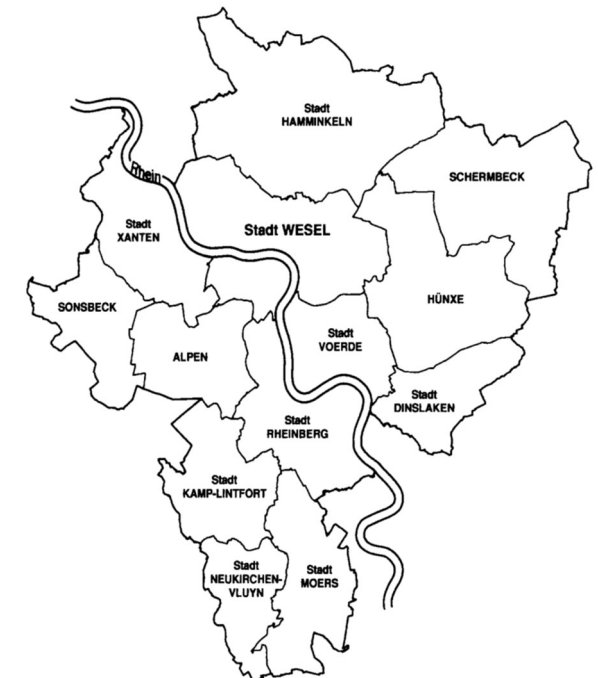 Stadt
HAMMINKELN
SCHERMBECK
Rhein
Stadt
XANTEN
Stadt WESEL
SONSBECK
HÜNXE
Stadt
VOERDE
ALPEN
Stadt
DINSLAKEN
Stadt
RHEINBERG
Stadt
KAMP-LINTFORT
Stadt
NEUKIRCHEN-
VLUYN
Stadt
MOERS